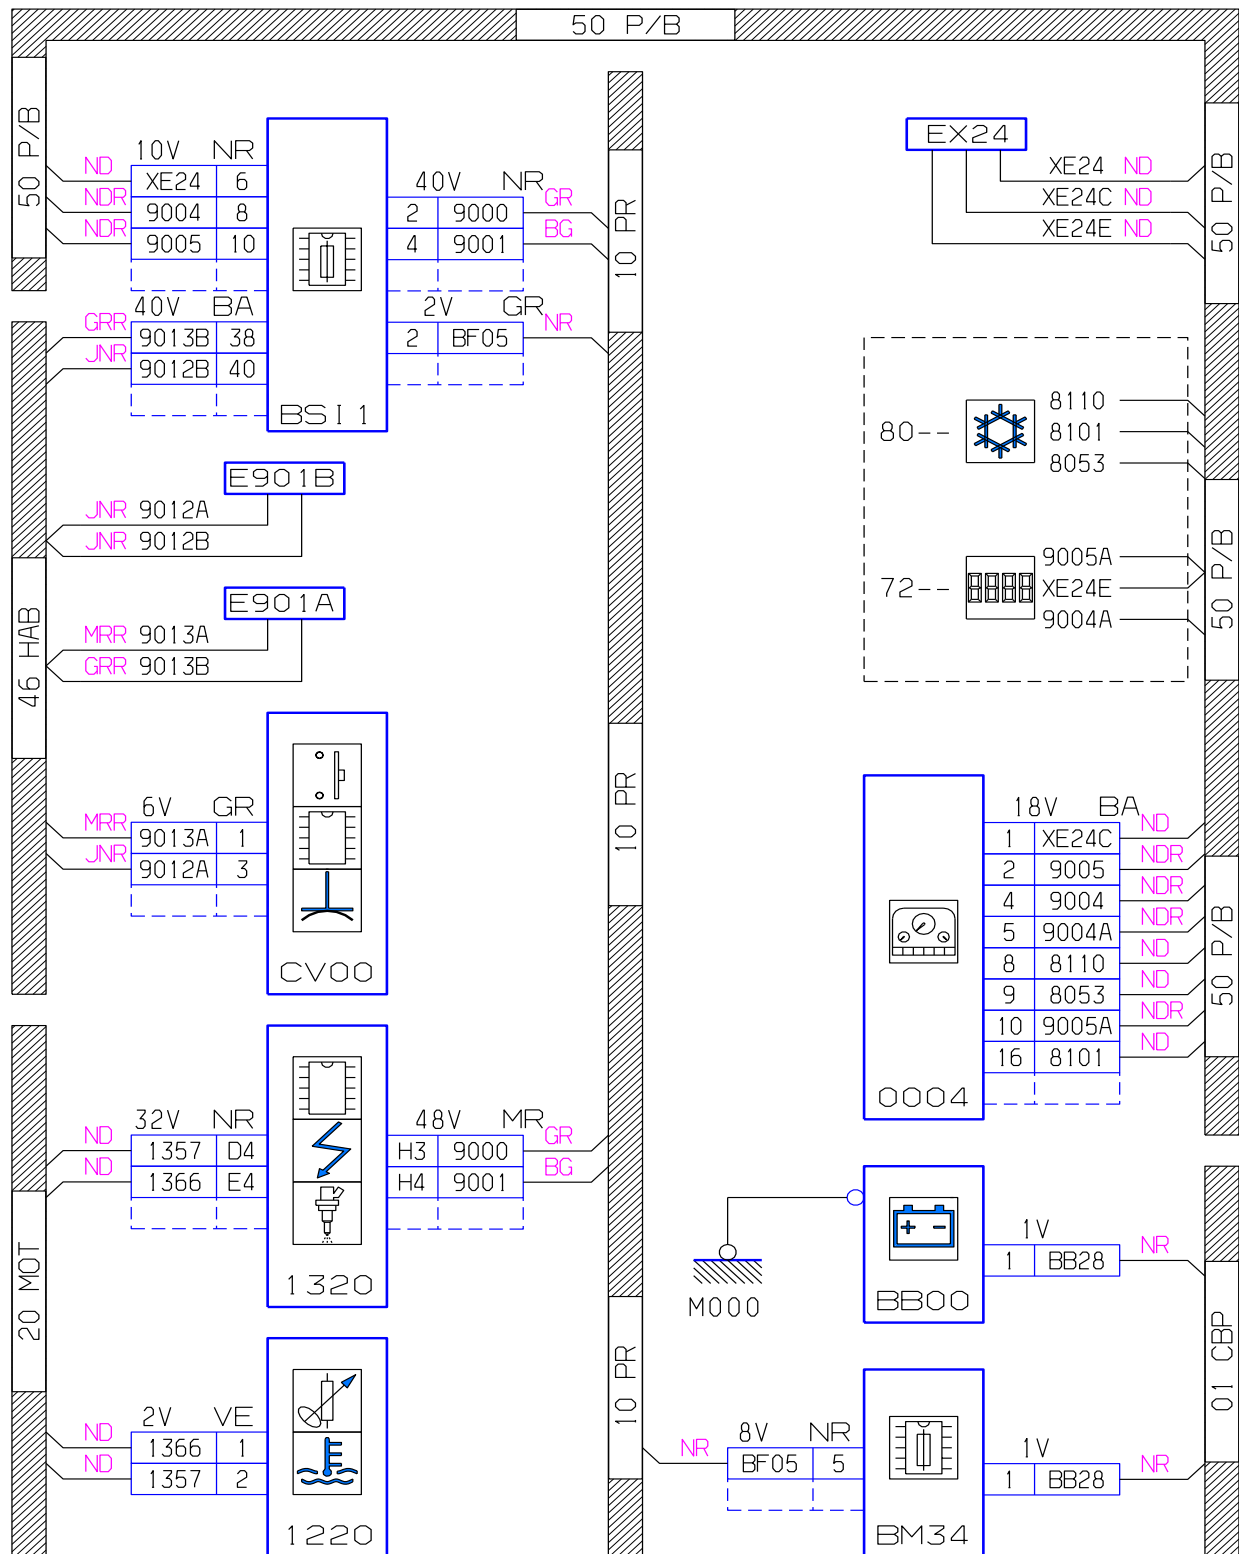 50 P/B
50 P/B
10V NR
ND XE24 6
NDR 9004 8
NDR 9005 10
40V BA
GRR 9013B 38
JNR 9012B 40
BSI1
40V NR
2 9000 GR
4 9001 BG
2V GR
2 BF05 NR
10 PR
E901B
JNR 9012A
JNR 9012B
E901A
MRR 9013A
GRR 9013B
46 HAB
6V GR
MRR 9013A 1
JNR 9012A 3
CV00
10 PR
32V NR
ND 1357 D4
ND 1366 E4
1320
48V MR
H3 9000 GR
H4 9001 BG
20 MOT
2V VE
ND 1366 1
ND 1357 2
1220
10 PR
EX24
XE24 ND
XE24C ND
XE24E ND
50 P/B
80--
8110
8101
8053
72--
9005A
XE24E
9004A
50 P/B
18V BA
1 XE24C ND
2 9005 NDR
4 9004 NDR
5 9004A NDR
8 8110 ND
9 8053 ND
10 9005A NDR
16 8101 ND
0004
50 P/B
M000
+ -
BB00
1V
1 BB28 NR
01 CBP
8V NR
NR BF05 5
BM34
1V
1 BB28 NR